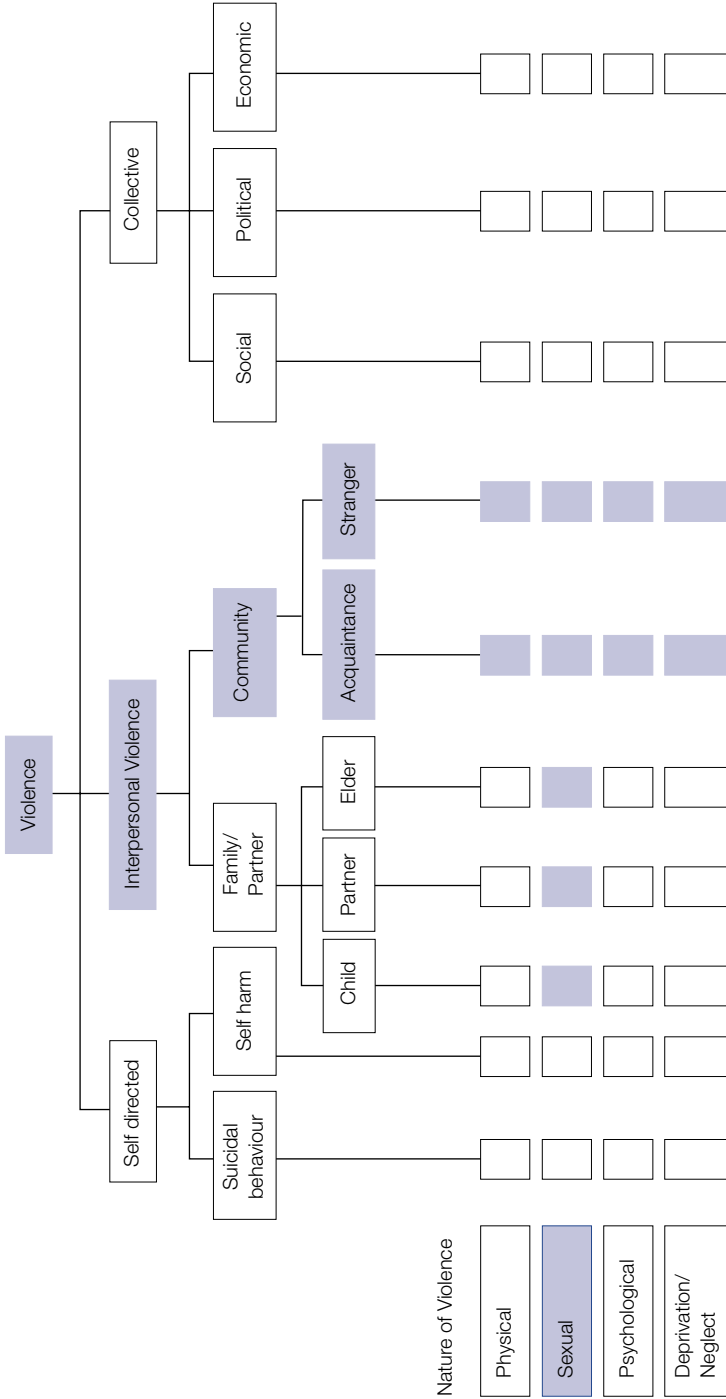 Violence
Self directed
Interpersonal Violence
Collective
Suicidal
behaviour
Self harm
Family/
Partner
Community
Social
Political
Economic
Child
Partner
Elder
Acquaintance
Stranger
Nature of Violence
Physical
Sexual
Psychological
Deprivation/
Neglect